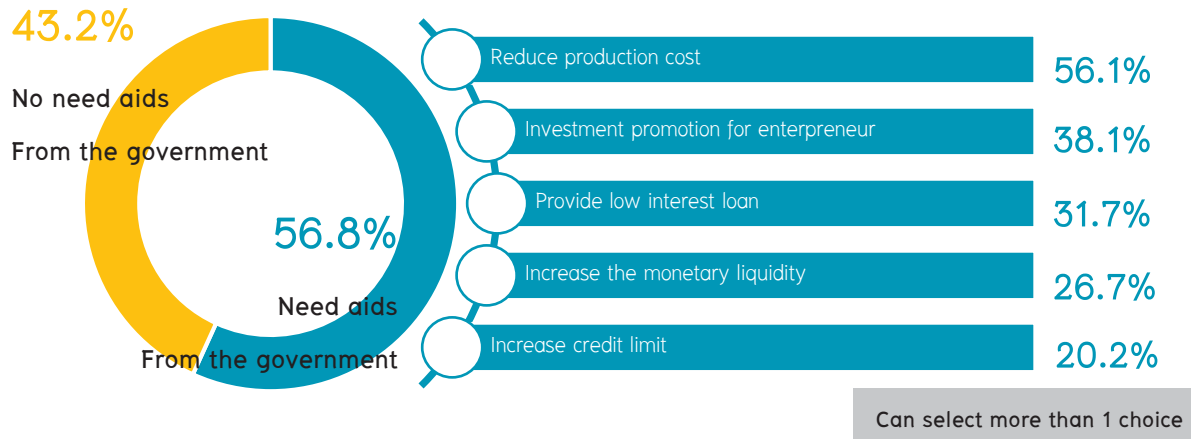 43.2%
No need aids
From the government
56.8%
Need aids
From the government
Reduce production cost
56.1%
Investment promotion for enterpreneur
38.1%
Provide low interest loan
31.7%
Increase the monetary liquidity
26.7%
Increase credit limit
20.2%
Can select more than 1 choice